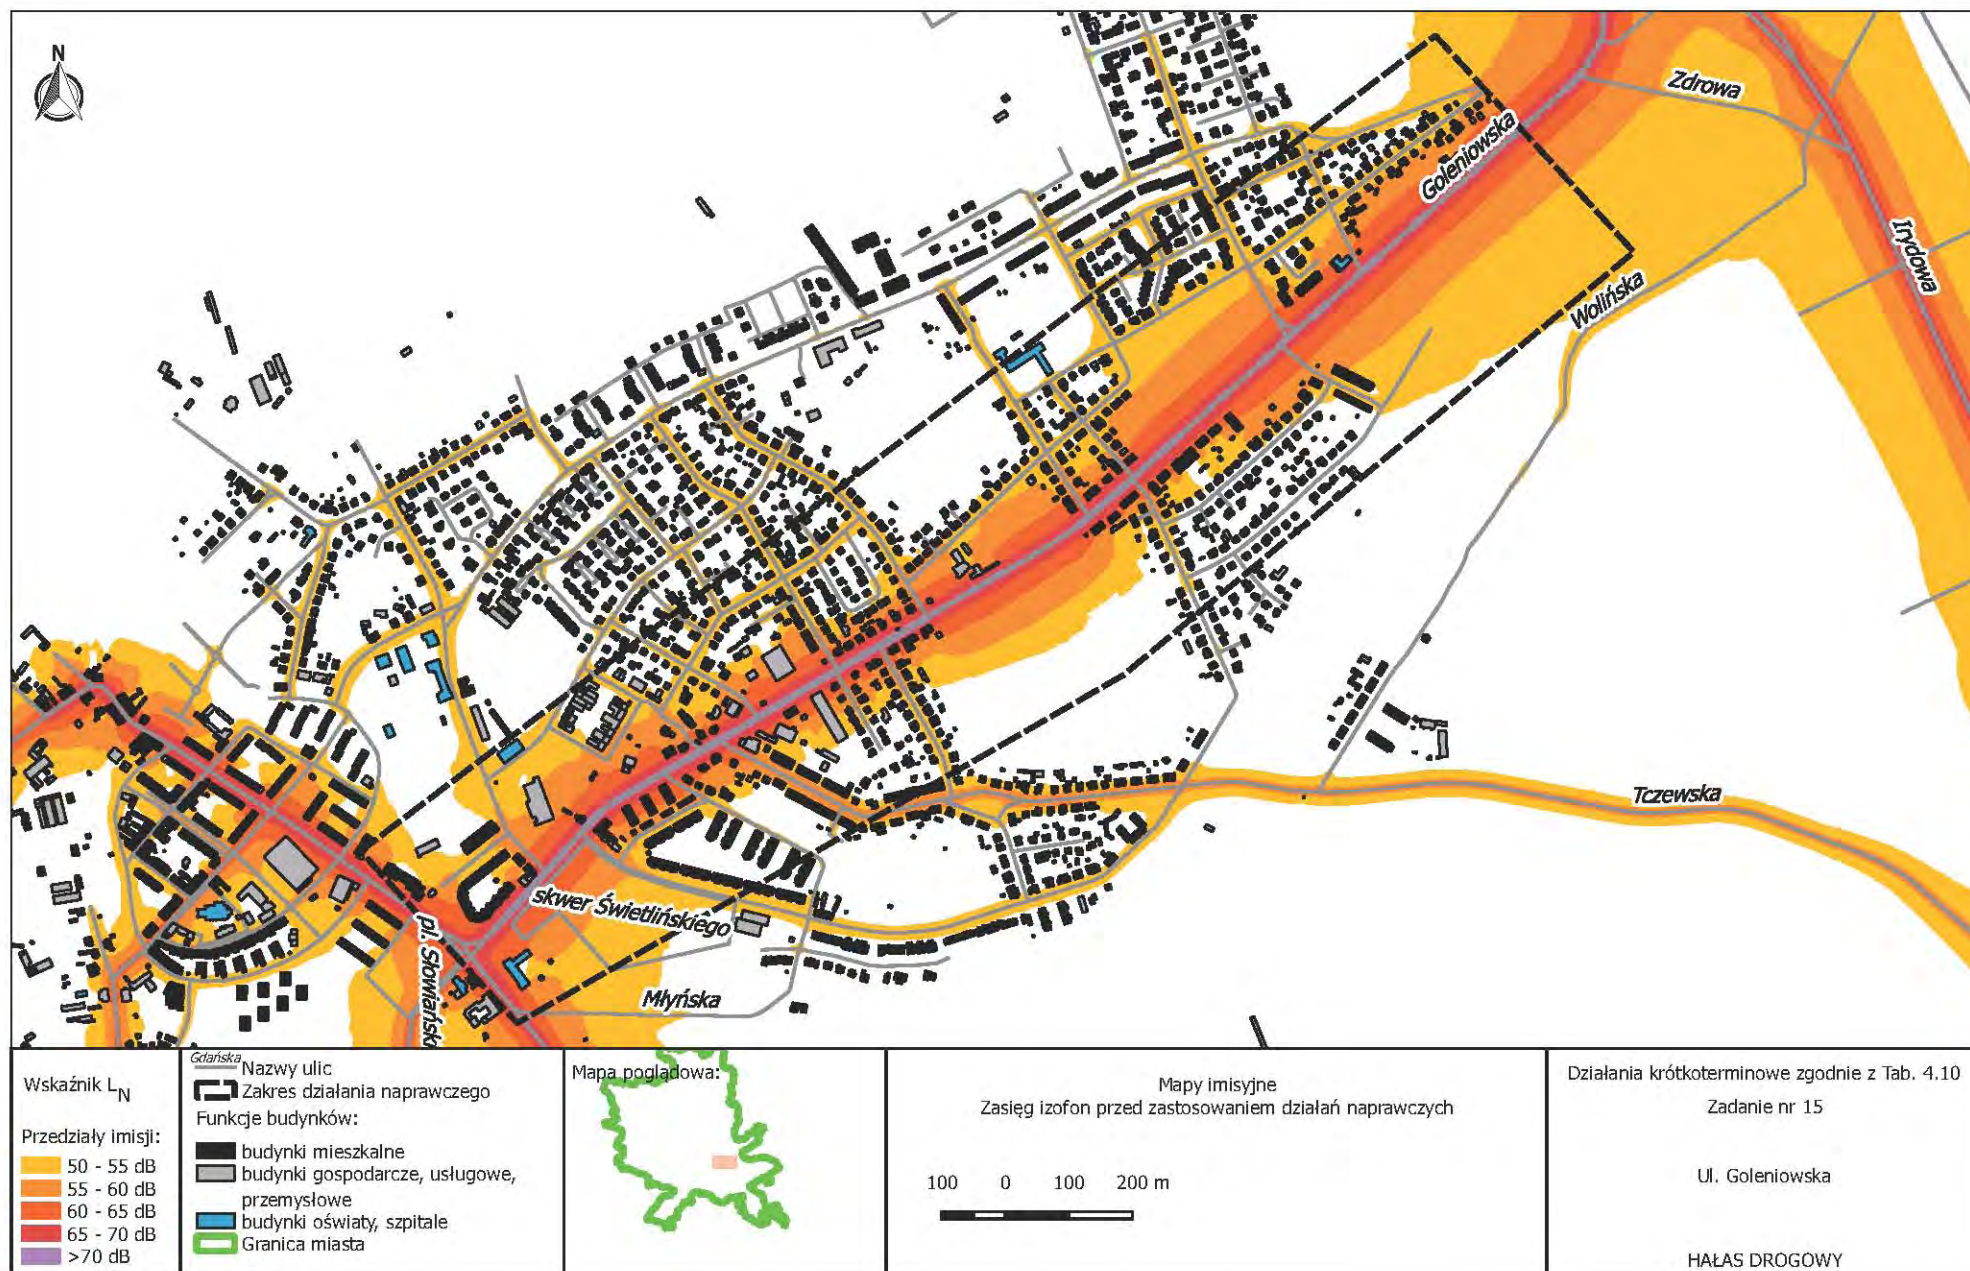 N
Zdrowa
Goleniowska
Irydowa
Wolińska
Tczewska
skwer Świetlińskiego
pl. Słowiański
Młyńska
Wskaźnik LN
Przedziały imisji:
50 - 55 dB
55 - 60 dB
60 - 65 dB
65 - 70 dB
>70 dB
Gdańska
Nazwy ulic
Zakres działania naprawczego
Funkcje budynków:
budynki mieszkalne
budynki gospodarcze, usługowe,
przemysłowe
budynki oświaty, szpitale
Granica miasta
Mapa poglądowa:
Mapy imisyjne
Zasięg izofon przed zastosowaniem działań naprawczych
100 0 100 200 m
Działania krótkoterminowe zgodnie z Tab. 4.10
Zadanie nr 15
Ul. Goleniowska
HAŁAS DROGOWY